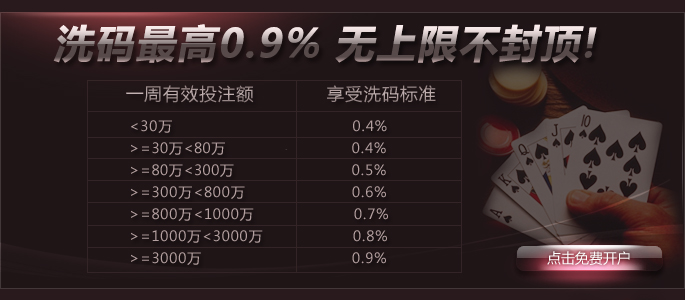 洗码最高0.9% 无上限不封顶!
一周有效投注额 享受洗码标准
<30万 0.4%
>=30万<80万 0.4%
>=80万<300万 0.5%
>=300万<800万 0.6%
>=800万<1000万 0.7%
>=1000万<3000万 0.8%
>=3000万 0.9%
A
K
Q
J
10
点击免费开户